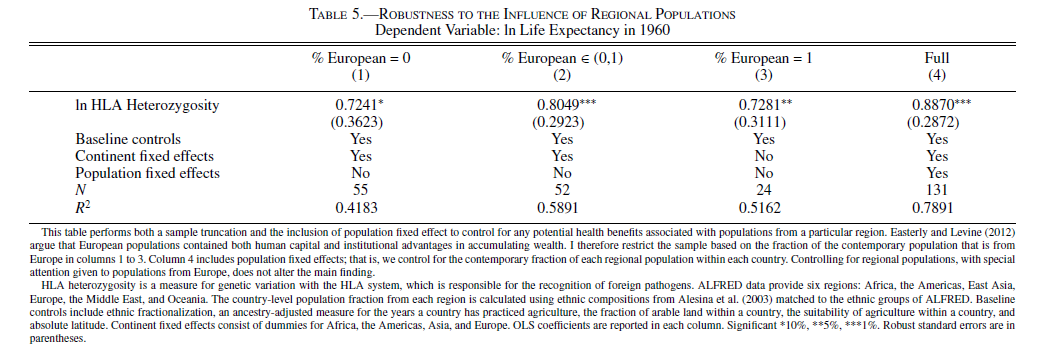 TABLE 5.—ROBUSTNESS TO THE INFLUENCE OF REGIONAL POPULATIONS
Dependent Variable: ln Life Expectancy in 1960
% European = 0 % European ∈ (0,1) % European = 1 Full
(1) (2) (3) (4)
ln HLA Heterozygosity 0.7241* 0.8049*** 0.7281** 0.8870***
(0.3623) (0.2923) (0.3111) (0.2872)
Baseline controls Yes Yes Yes Yes
Continent fixed effects Yes Yes No Yes
Population fixed effects No No No Yes
N 55 52 24 131
R² 0.4183 0.5891 0.5162 0.7891
This table performs both a sample truncation and the inclusion of population fixed effect to control for any potential health benefits associated with populations from a particular region. Easterly and Levine (2012)
argue that European populations contained both human capital and institutional advantages in accumulating wealth. I therefore restrict the sample based on the fraction of the contemporary population that is from
Europe in columns 1 to 3. Column 4 includes population fixed effects; that is, we control for the contemporary fraction of each regional population within each country. Controlling for regional populations, with special
attention given to populations from Europe, does not alter the main finding.
HLA heterozygosity is a measure for genetic variation with the HLA system, which is responsible for the recognition of foreign pathogens. ALFRED data provide six regions: Africa, the Americas, East Asia,
Europe, the Middle East, and Oceania. The country-level population fraction from each region is calculated using ethnic compositions from Alesina et al. (2003) matched to the ethnic groups of ALFRED. Baseline
controls include ethnic fractionalization, an ancestry-adjusted measure for the years a country has practiced agriculture, the fraction of arable land within a country, the suitability of agriculture within a country, and
absolute latitude. Continent fixed effects consist of dummies for Africa, the Americas, Asia, and Europe. OLS coefficients are reported in each column. Significant *10%, **5%, ***1%. Robust standard errors are in
parentheses.